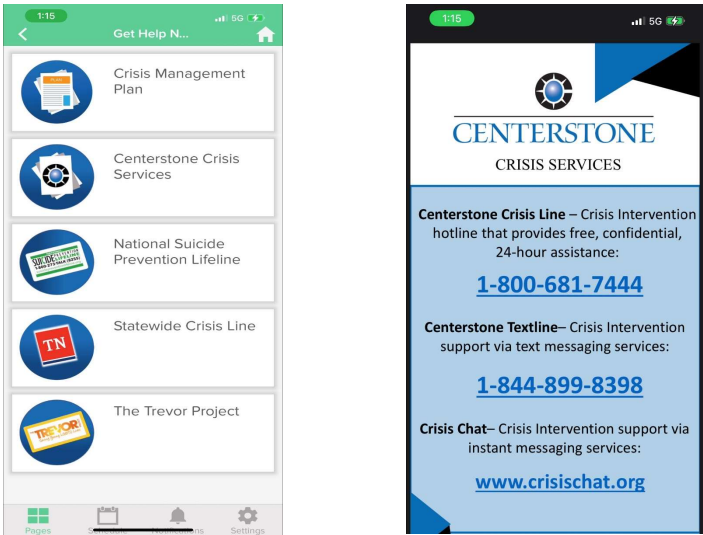 1:15
5G
Get Help N...
Crisis Management
Plan
Centerstone Crisis
Services
National Suicide
Prevention Lifeline
Statewide Crisis Line
TN
The Trevor Project
TREVOR
Pages
Settings
1:15
5G
CENTERSTONE
CRISIS SERVICES
Centerstone Crisis Line – Crisis Intervention
hotline that provides free, confidential,
24-hour assistance:
1-800-681-7444
Centerstone Textline– Crisis Intervention
support via text messaging services:
1-844-899-8398
Crisis Chat– Crisis Intervention support via
instant messaging services:
www.crisischat.org